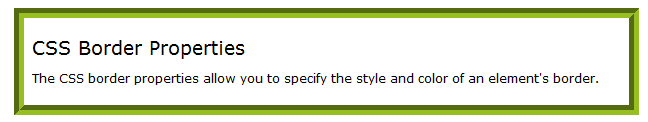 CSS Border Properties
The CSS border properties allow you to specify the style and color of an element's border.